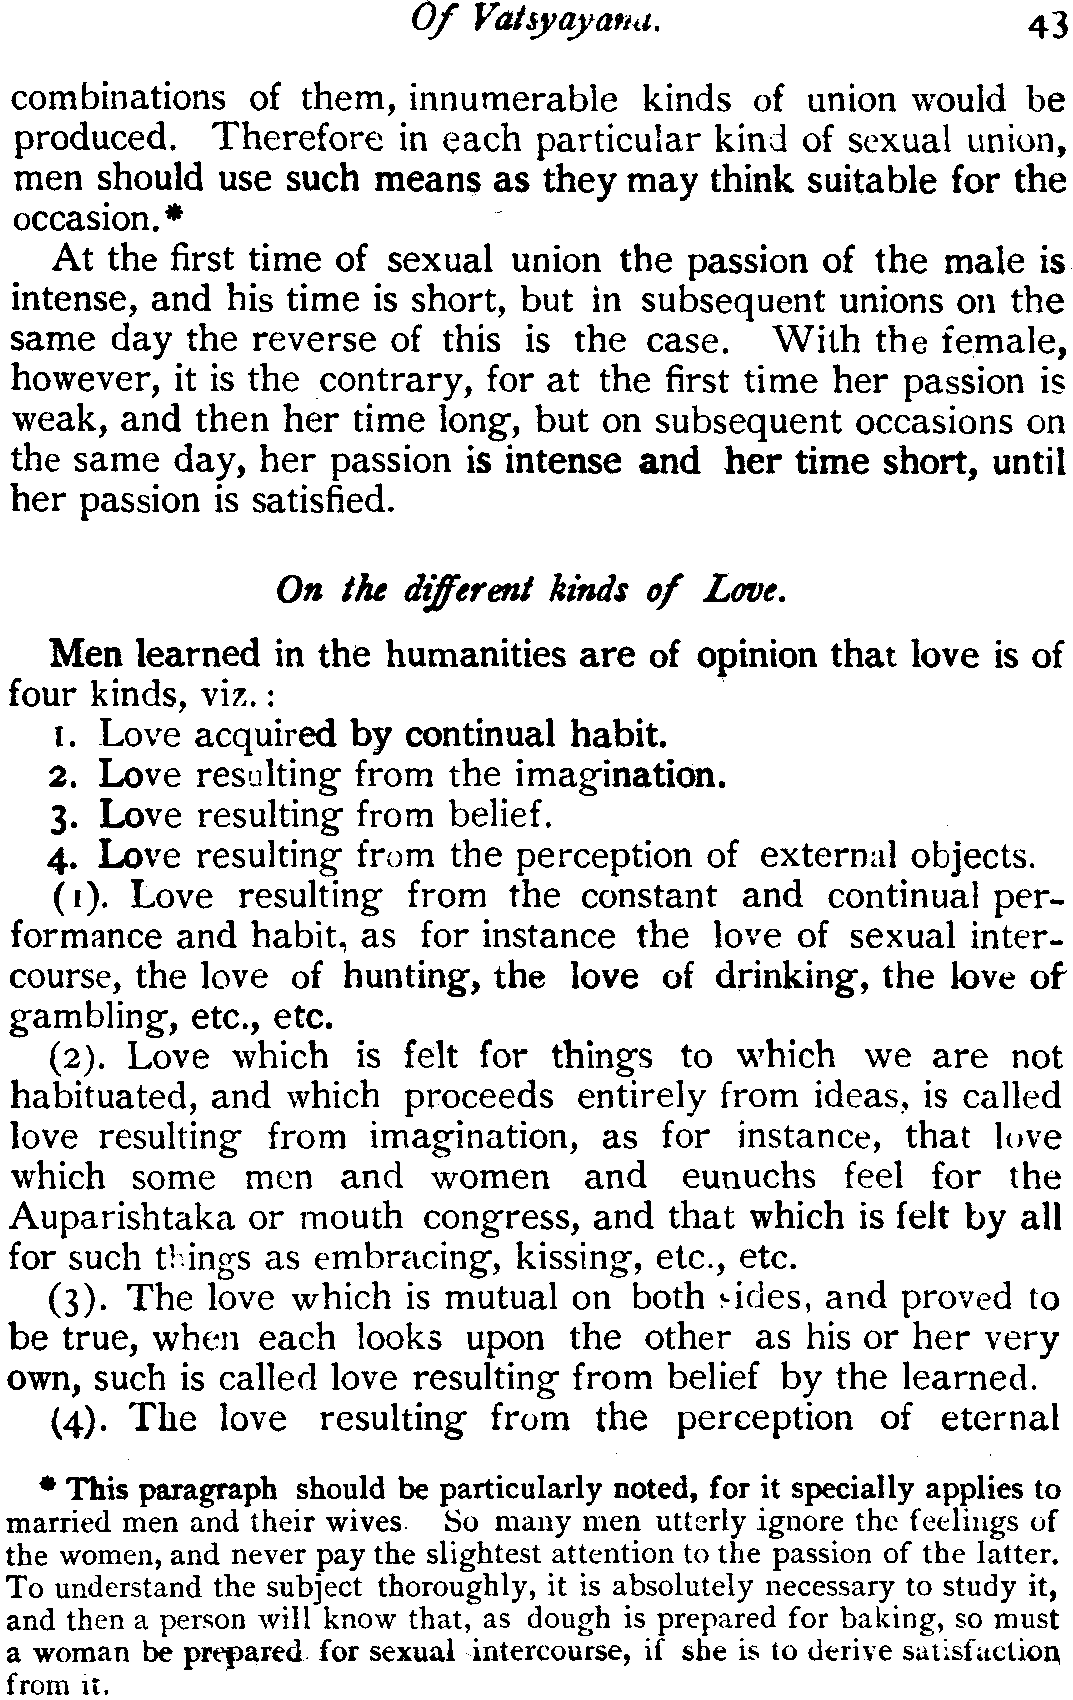 Of Vatsyayana. 43
combinations of them, innumerable kinds of union would be
produced. Therefore in each particular kind of sexual union,
men should use such means as they may think suitable for the
occasion.*
At the first time of sexual union the passion of the male is
intense, and his time is short, but in subsequent unions on the
same day the reverse of this is the case. With the female,
however, it is the contrary, for at the first time her passion is
weak, and then her time long, but on subsequent occasions on
the same day, her passion is intense and her time short, until
her passion is satisfied.
On the different kinds of Love.
Men learned in the humanities are of opinion that love is of
four kinds, viz. :
1. Love acquired by continual habit.
2. Love resulting from the imagination.
3. Love resulting from belief.
4. Love resulting from the perception of external objects.
(1). Love resulting from the constant and continual per-
formance and habit, as for instance the love of sexual inter-
course, the love of hunting, the love of drinking, the love of
gambling, etc., etc.
(2). Love which is felt for things to which we are not
habituated, and which proceeds entirely from ideas, is called
love resulting from imagination, as for instance, that love
which some men and women and eunuchs feel for the
Auparishtaka or mouth congress, and that which is felt by all
for such things as embracing, kissing, etc., etc.
(3). The love which is mutual on both sides, and proved to
be true, when each looks upon the other as his or her very
own, such is called love resulting from belief by the learned.
(4). The love resulting from the perception of eternal
* This paragraph should be particularly noted, for it specially applies to
married men and their wives. So many men utterly ignore the feelings of
the women, and never pay the slightest attention to the passion of the latter.
To understand the subject thoroughly, it is absolutely necessary to study it,
and then a person will know that, as dough is prepared for baking, so must
a woman be prepared for sexual intercourse, if she is to derive satisfaction
from it.